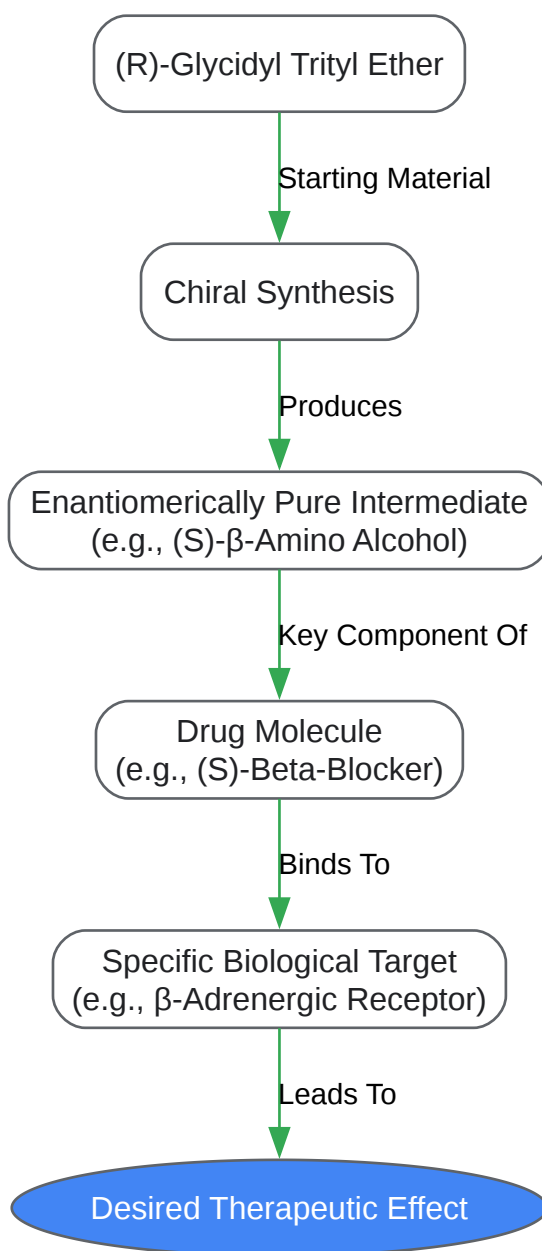 (R)-Glycidyl Trityl Ether
Starting Material
Chiral Synthesis
Produces
Enantiomerically Pure Intermediate
(e.g., (S)-β-Amino Alcohol)
Key Component Of
Drug Molecule
(e.g., (S)-Beta-Blocker)
Binds To
Specific Biological Target
(e.g., β-Adrenergic Receptor)
Leads To
Desired Therapeutic Effect